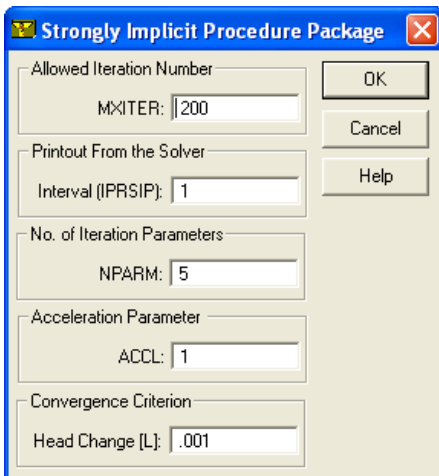 Strongly Implicit Procedure Package
Allowed Iteration Number
MXITER: 200
OK
Cancel
Help
Printout From the Solver
Interval (IPRSIP): 1
No. of Iteration Parameters
NPARM: 5
Acceleration Parameter
ACCL: 1
Convergence Criterion
Head Change [L]: .001